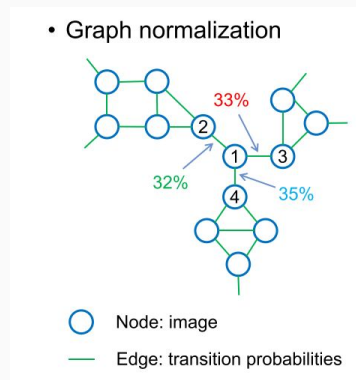 • Graph normalization
33%
2
1
3
32%
4
35%
Node: image
Edge: transition probabilities